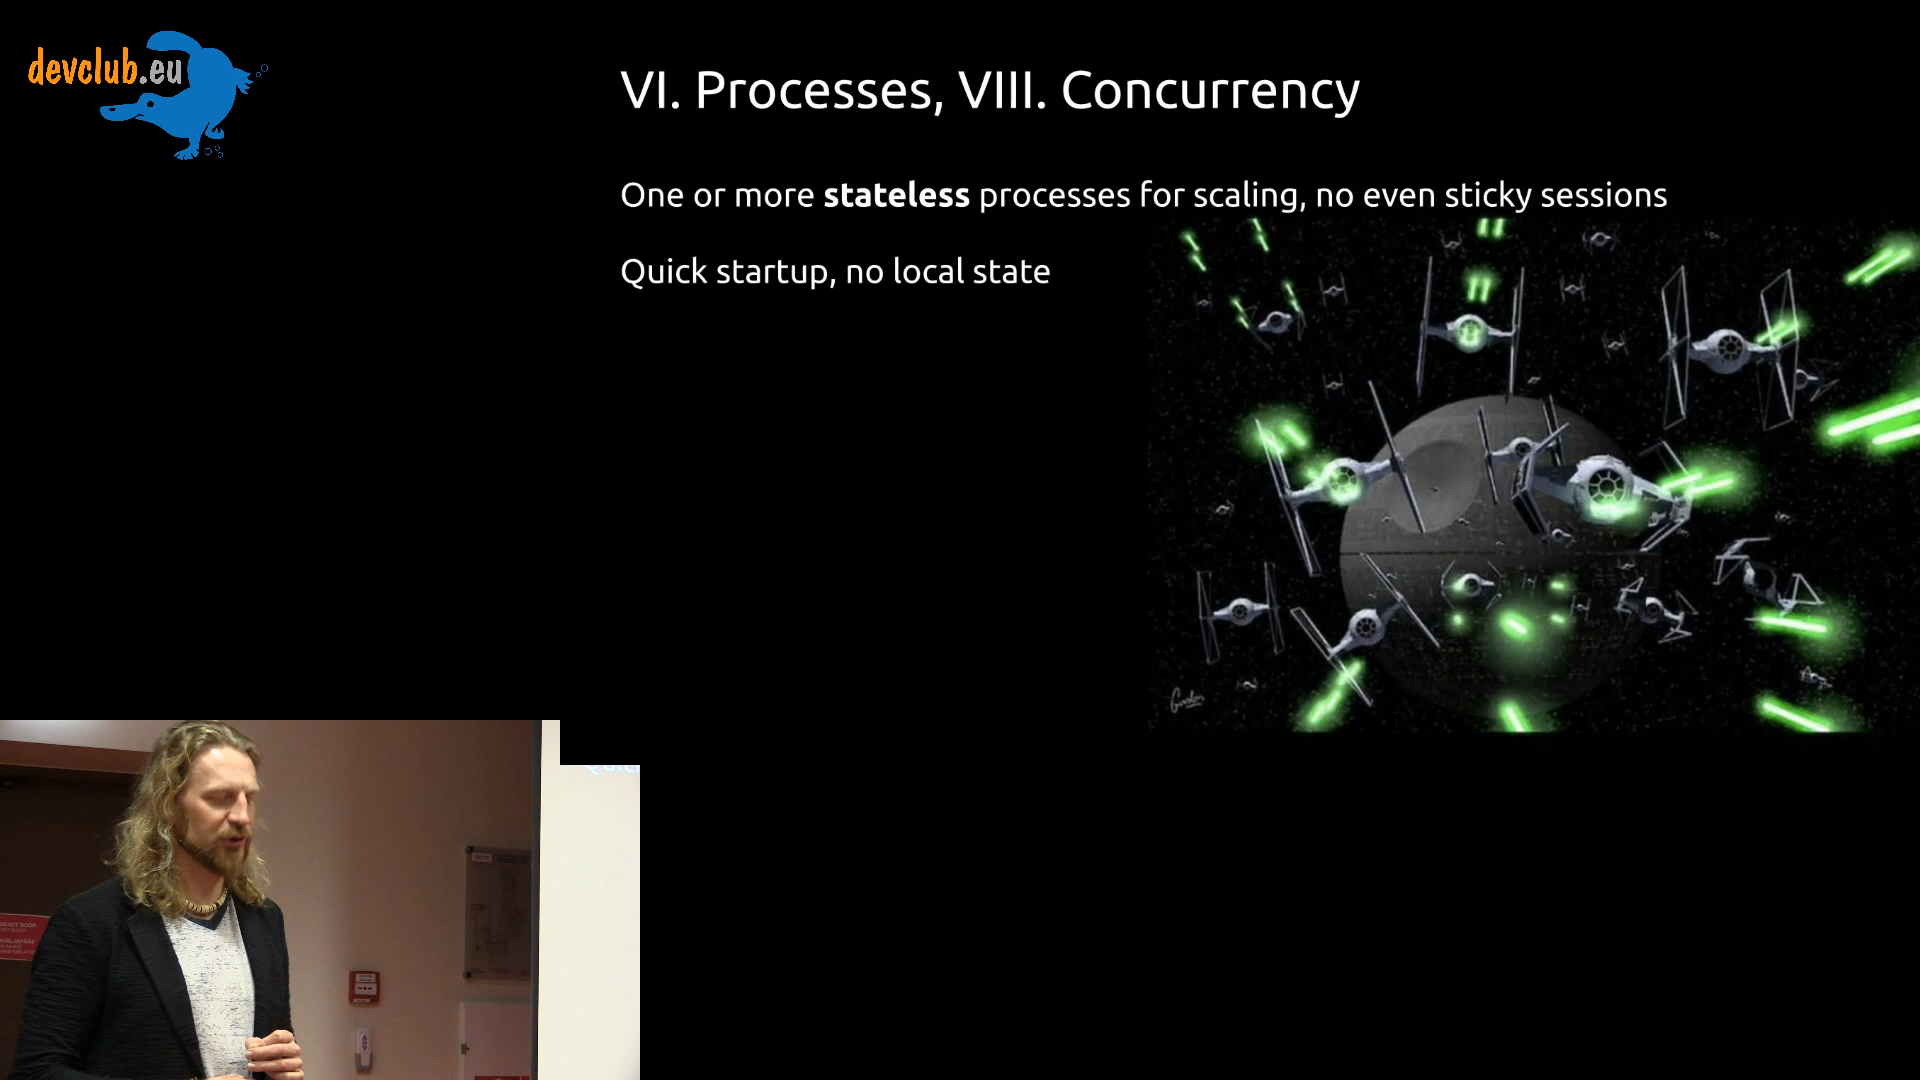 devclub.eu
VI. Processes, VIII. Concurrency
One or more stateless processes for scaling, no even sticky sessions
Quick startup, no local state